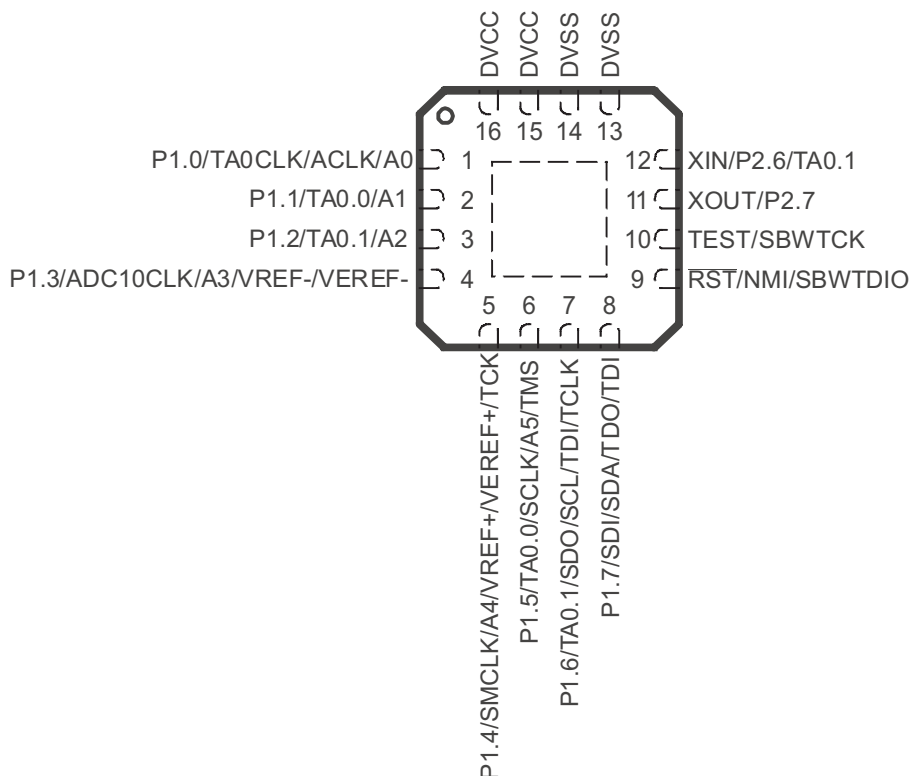 DVCC
DVCC
DVSS
DVSS
16
15
14
13
P1.0/TA0CLK/ACLK/A0
1
12
XIN/P2.6/TA0.1
P1.1/TA0.0/A1
2
11
XOUT/P2.7
P1.2/TA0.1/A2
3
10
TEST/SBWTCK
P1.3/ADC10CLK/A3/VREF-/VEREF-
4
9
RST/NMI/SBWTDIO
5
6
7
8
P1.4/SMCLK/A4/VREF+/VEREF+/TCK
P1.5/TA0.0/SCLK/A5/TMS
P1.6/TA0.1/SDO/SCL/TDI/TCLK
P1.7/SDI/SDA/TDO/TDI